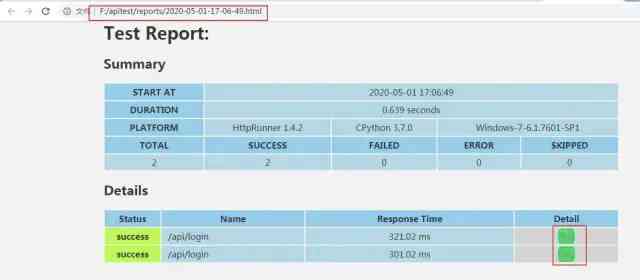 文件 F:/apitest/reports/2020-05-01-17-06-49.html
Test Report:
Summary
START AT 2020-05-01 17:06:49
DURATION 0.639 seconds
PLATFORM HttpRunner 1.4.2 CPython 3.7.0 Windows-7-6.1.7601-SP1
TOTAL SUCCESS FAILED ERROR SKIPPED
2 2 0 0 0
Details
Status Name Response Time Detail
success /api/login 321.02 ms
success /api/login 301.02 ms